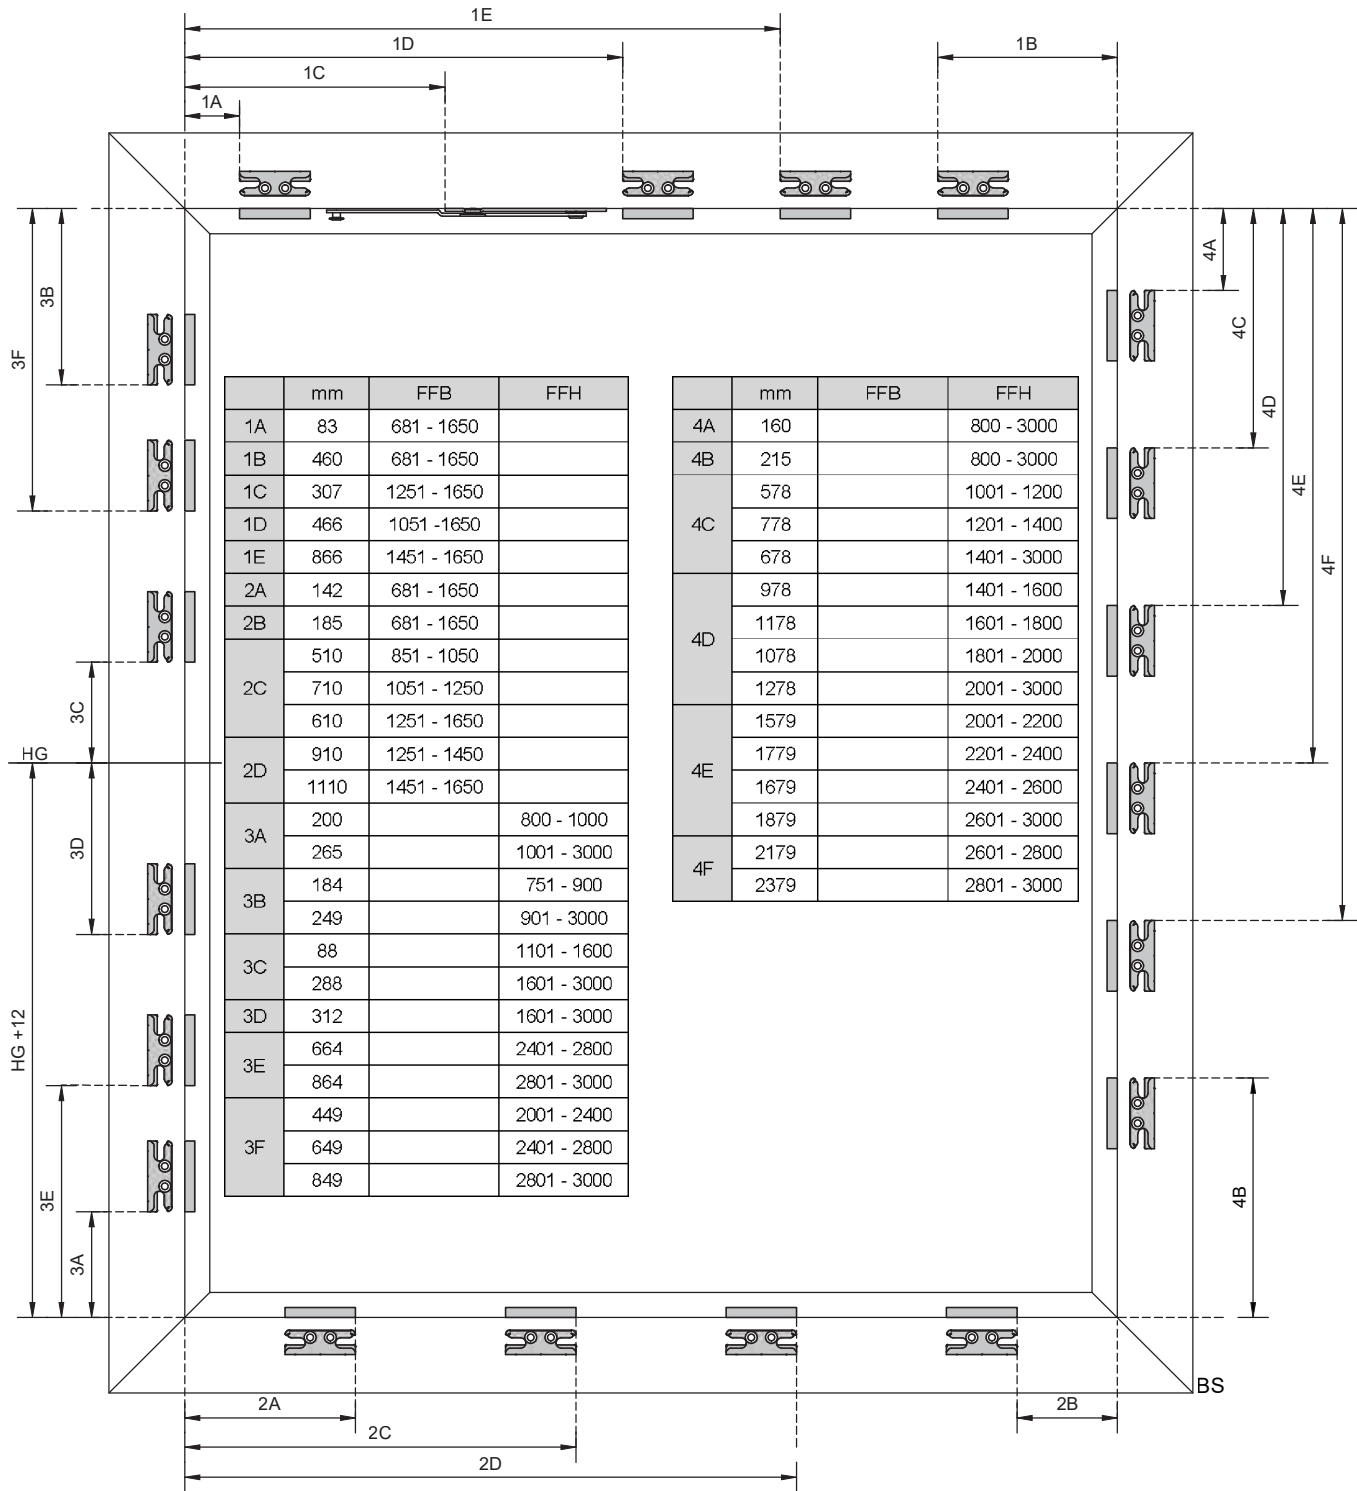 1E
1D
1B
1C
1A
3B
3F
4A
4C
4D
4E
4F
mm FFB FFH
1A 83 681 - 1650
1B 460 681 - 1650
1C 307 1251 - 1650
1D 466 1051 -1650
1E 866 1451 - 1650
2A 142 681 - 1650
2B 185 681 - 1650
2C 510 851 - 1050
710 1051 - 1250
610 1251 - 1650
2D 910 1251 - 1450
1110 1451 - 1650
3A 200 800 - 1000
265 1001 - 3000
3B 184 751 - 900
249 901 - 3000
3C 88 1101 - 1600
288 1601 - 3000
3D 312 1601 - 3000
3E 664 2401 - 2800
864 2801 - 3000
3F 449 2001 - 2400
649 2401 - 2800
849 2801 - 3000
mm FFB FFH
4A 160 800 - 3000
4B 215 800 - 3000
4C 578 1001 - 1200
778 1201 - 1400
678 1401 - 3000
4D 978 1401 - 1600
1178 1601 - 1800
1078 1801 - 2000
1278 2001 - 3000
4E 1579 2001 - 2200
1779 2201 - 2400
1679 2401 - 2600
1879 2601 - 3000
4F 2179 2601 - 2800
2379 2801 - 3000
3C
HG
3D
HG +12
3E
3A
4B
BS
2A
2B
2C
2D